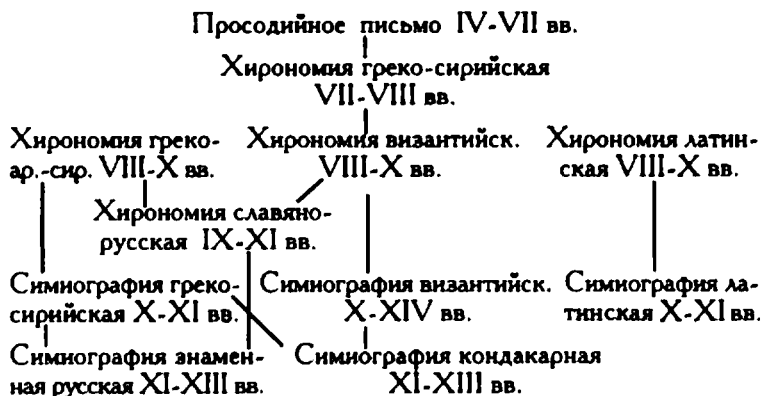 Просодийное письмо IV-VII вв.
Хирономия греко-сирийская
VII-VIII вв.
Хирономия греко-
ар.-сир. VIII-X вв.
Хирономия византийск.
VIII-X вв.
Хирономия латин-
ская VIII-X вв.
Хирономия славяно-
русская IX-XI вв.
Симиография греко-
сирийская X-XI вв.
Симиография византийск.
X-XIV вв.
Симиография ла-
тинская X-XI вв.
Симиография знамен-
ная русская XI-XIII вв.
Симиография кондакарная
XI-XIII вв.